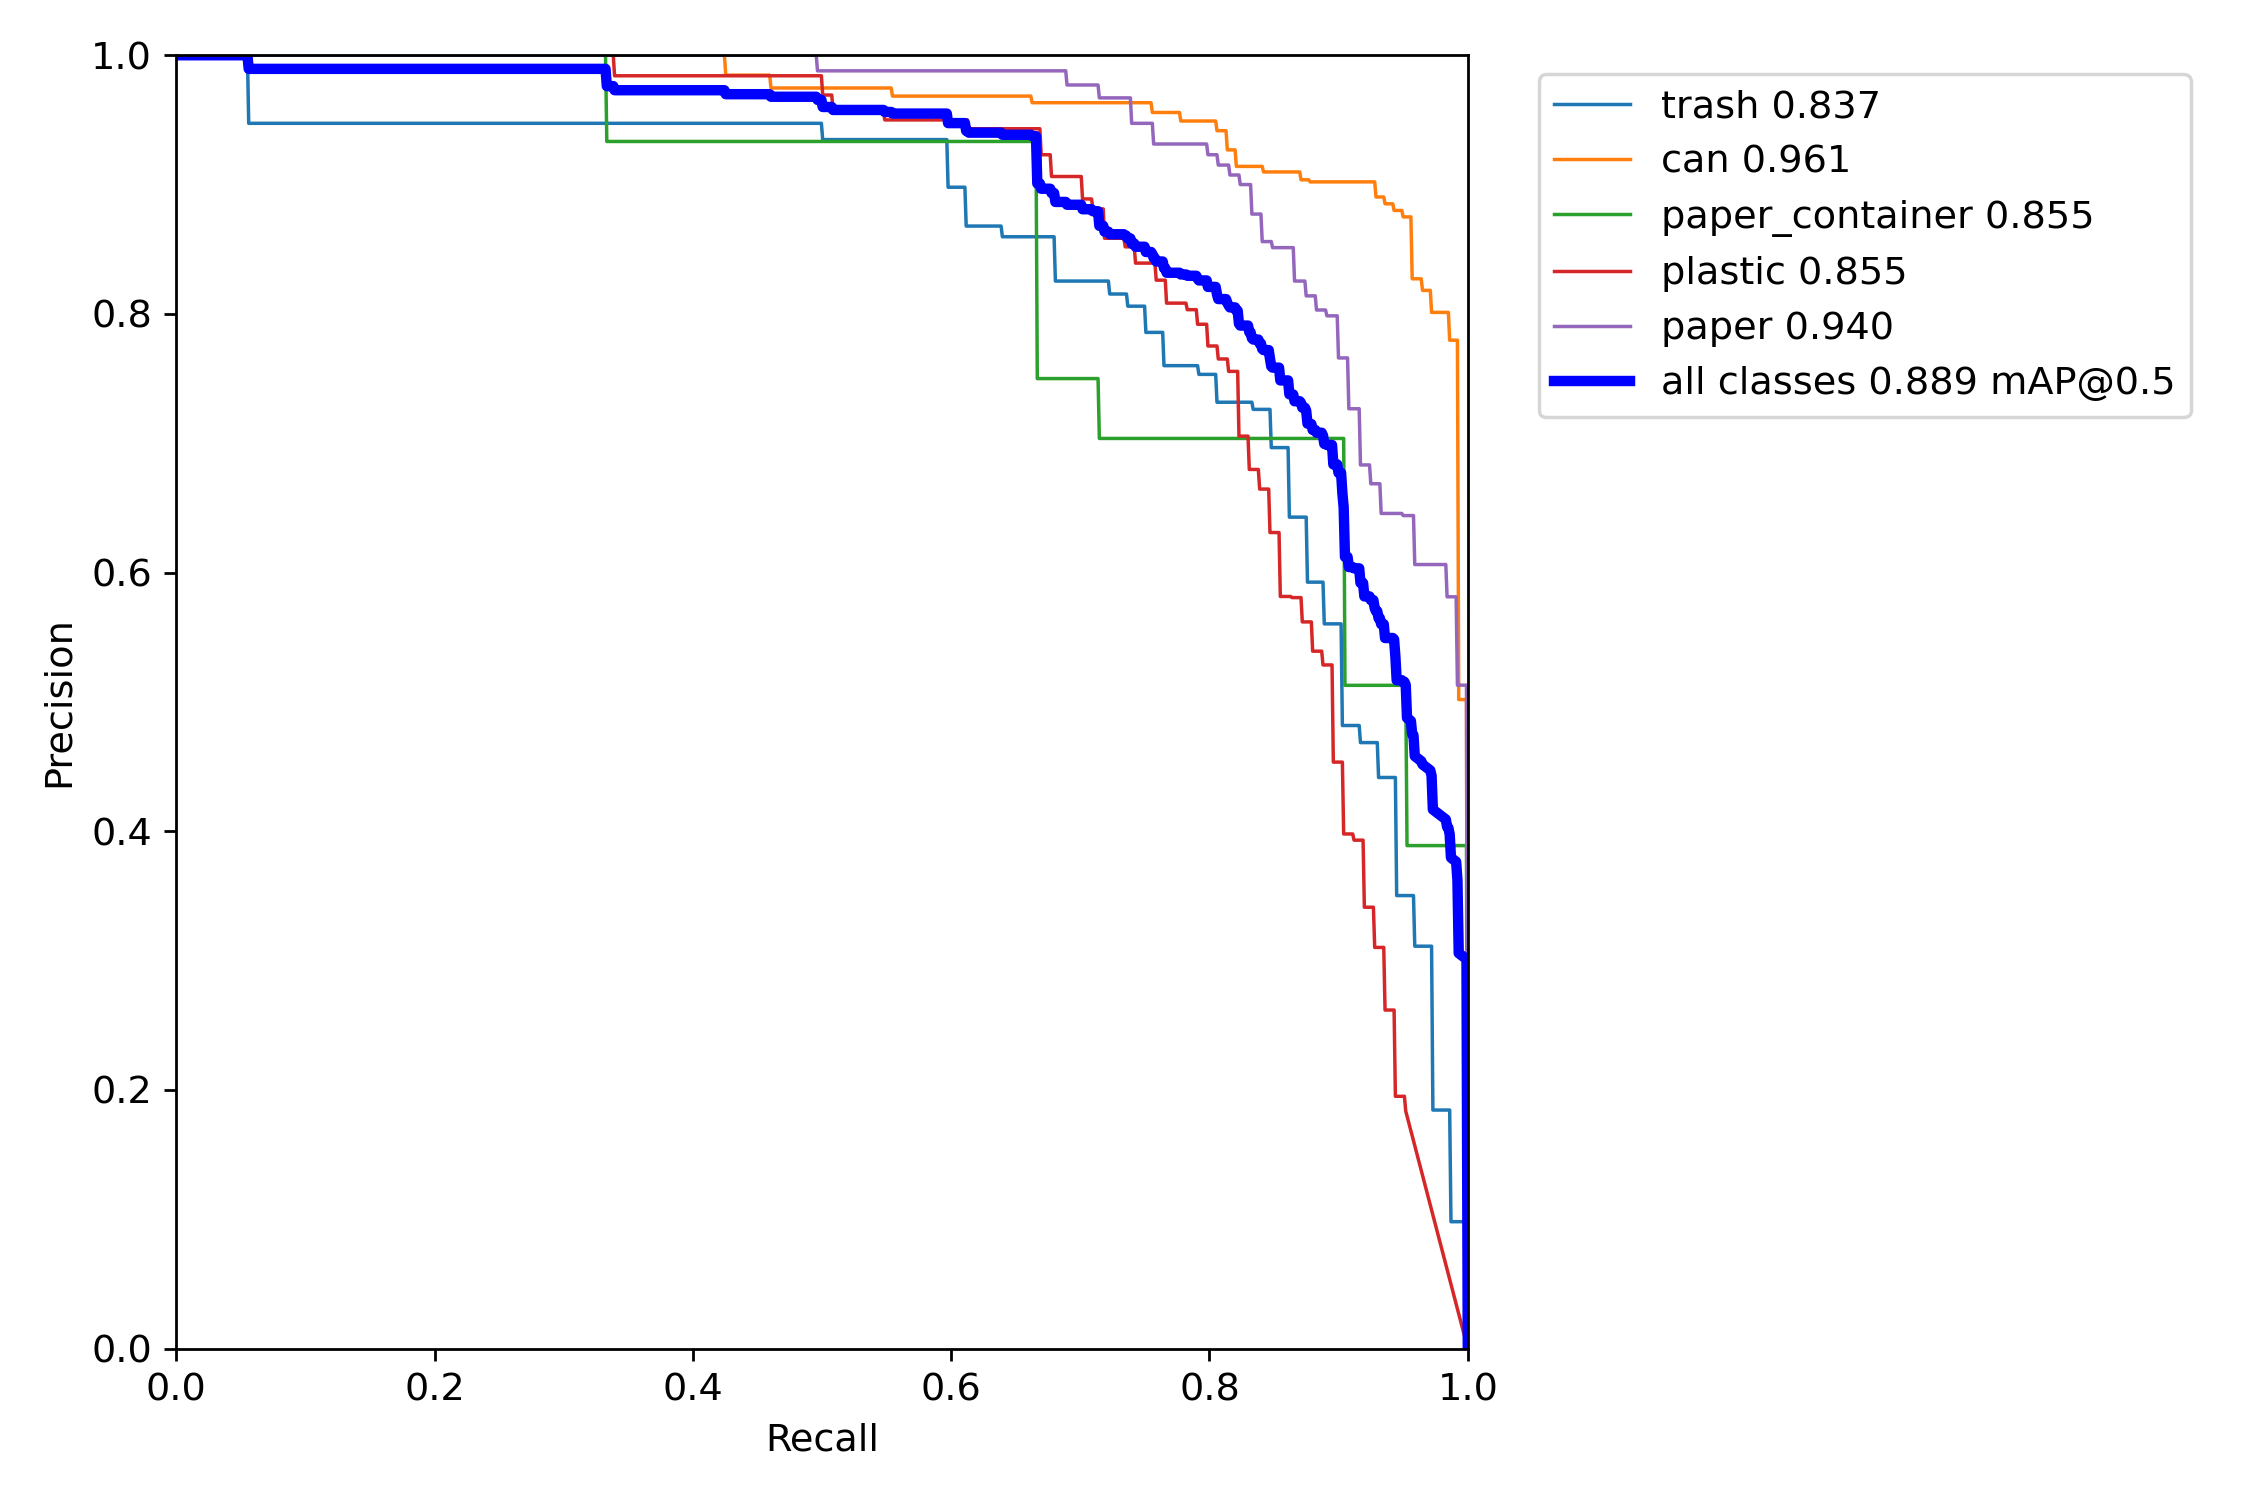 1.0
0.8
0.6
0.4
0.2
0.0
Precision
0.0 0.2 0.4 0.6 0.8 1.0
Recall
trash 0.837
can 0.961
paper_container 0.855
plastic 0.855
paper 0.940
all classes 0.889 mAP@0.5